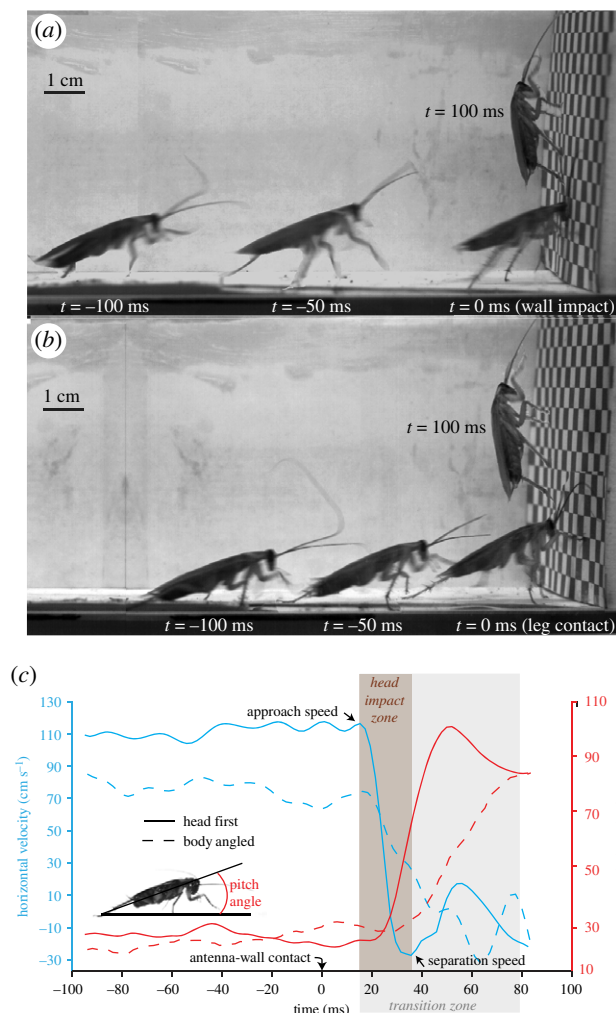 (a)
1 cm
t = 100 ms
t = –100 ms
t = –50 ms
t = 0 ms (wall impact)
(b)
1 cm
t = 100 ms
t = –100 ms
t = –50 ms
t = 0 ms (leg contact)
(c)
head
impact
zone
approach speed
130
110
90
70
50
30
10
–10
–30
horizontal velocity (cm s⁻¹)
110
90
70
50
30
10
head first
body angled
pitch
angle
antenna-wall contact
separation speed
–100
–80
–60
–40
–20
0
20
40
60
80
100
time (ms)
transition zone